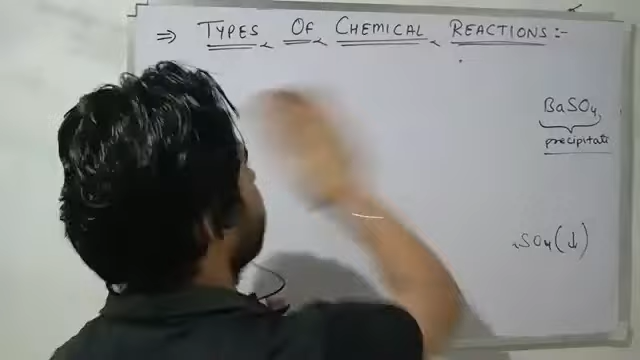 ⇒ TYPES OF CHEMICAL REACTIONS :-
BaSO4
precipitate
SO4 (↓)